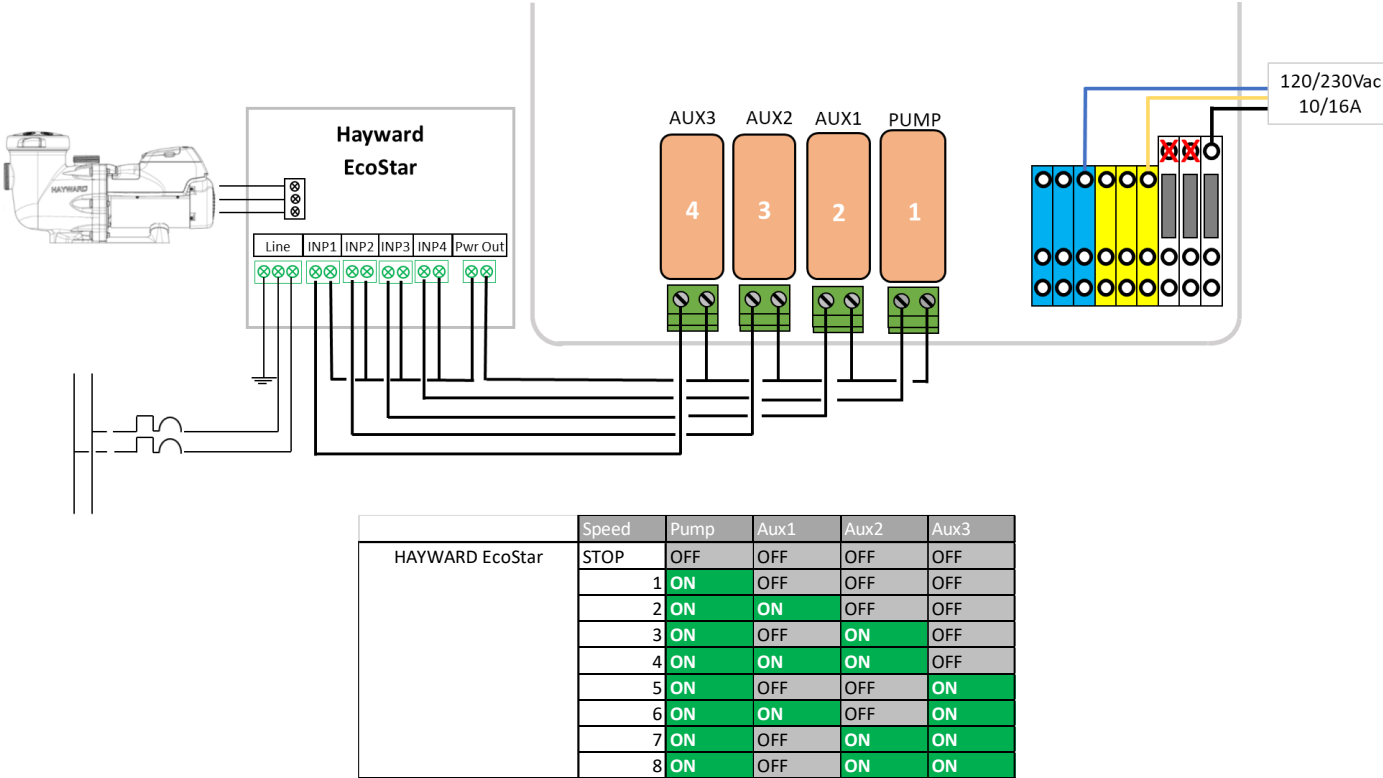 120/230Vac
10/16A
AUX3 AUX2 AUX1 PUMP
Hayward
EcoStar
HAYWARD
4 3 2 1
Line INP1 INP2 INP3 INP4 Pwr Out
Speed Pump Aux1 Aux2 Aux3
HAYWARD EcoStar STOP OFF OFF OFF OFF
1 ON OFF OFF OFF
2 ON ON OFF OFF
3 ON OFF ON OFF
4 ON ON ON OFF
5 ON OFF OFF ON
6 ON ON OFF ON
7 ON OFF ON ON
8 ON OFF ON ON